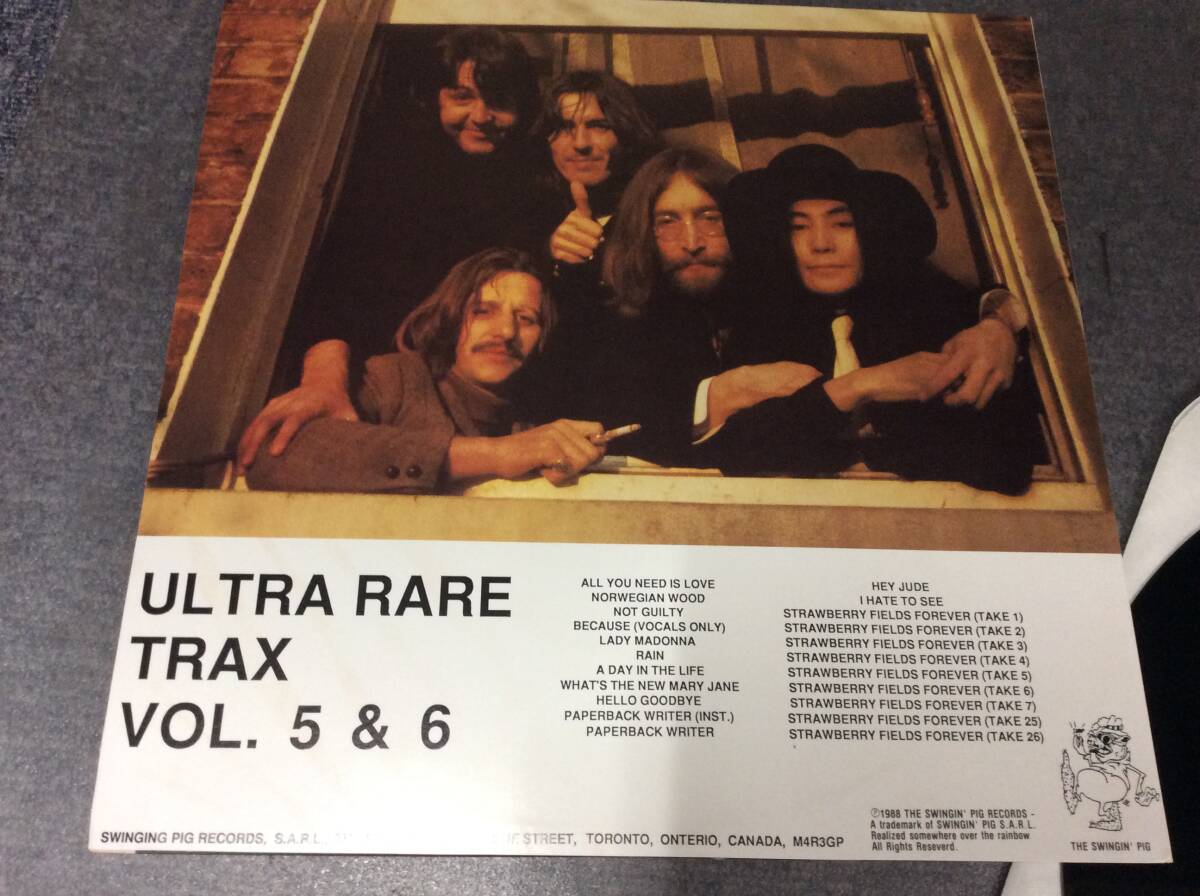 ULTRA RARE
TRAX
VOL. 5 & 6
ALL YOU NEED IS LOVE
NORWEGIAN WOOD
NOT GUILTY
BECAUSE (VOCALS ONLY)
LADY MADONNA
RAIN
A DAY IN THE LIFE
WHAT'S THE NEW MARY JANE
HELLO GOODBYE
PAPERBACK WRITER (INST.)
PAPERBACK WRITER
HEY JUDE
I HATE TO SEE
STRAWBERRY FIELDS FOREVER (TAKE 1)
STRAWBERRY FIELDS FOREVER (TAKE 2)
STRAWBERRY FIELDS FOREVER (TAKE 3)
STRAWBERRY FIELDS FOREVER (TAKE 4)
STRAWBERRY FIELDS FOREVER (TAKE 5)
STRAWBERRY FIELDS FOREVER (TAKE 6)
STRAWBERRY FIELDS FOREVER (TAKE 7)
STRAWBERRY FIELDS FOREVER (TAKE 25)
STRAWBERRY FIELDS FOREVER (TAKE 26)
℗1988 THE SWINGIN' PIG RECORDS -
A trademark of SWINGIN' PIG S.A.R.L.
Realized somewhere over the rainbow
All Rights Reseverd.
THE SWINGIN' PIG
SWINGING PIG RECORDS, S.A.R.L. STREET, TORONTO, ONTERIO, CANADA, M4R3GP